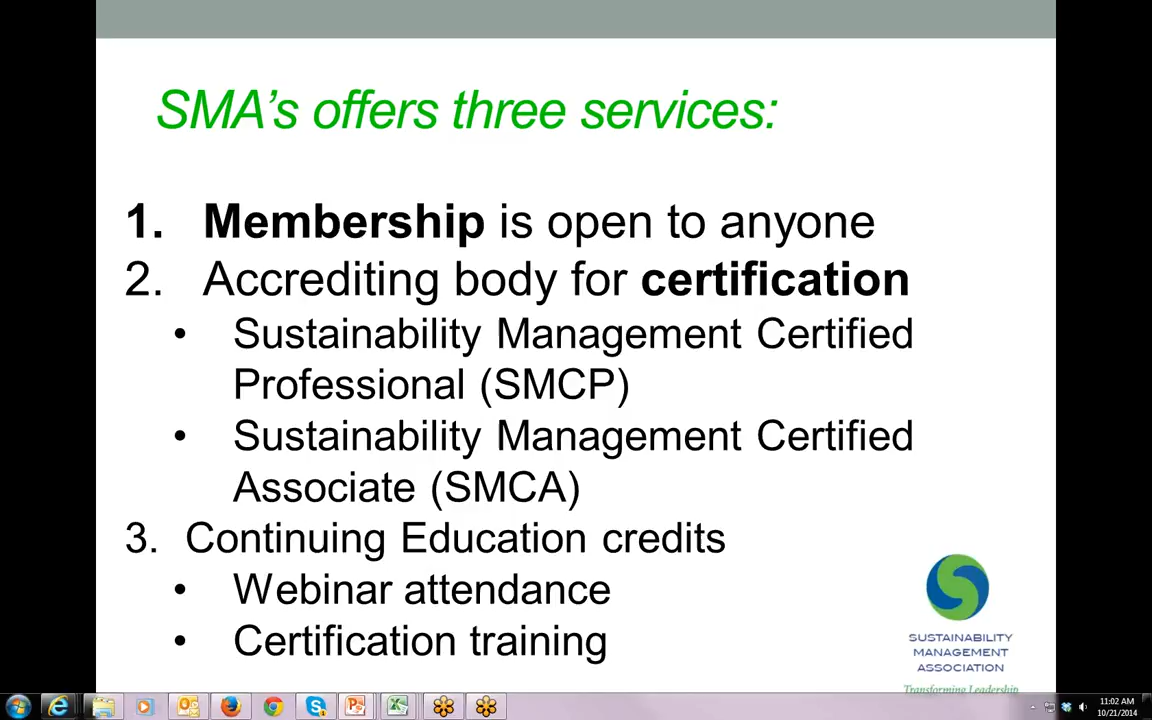 SMA's offers three services:
1. Membership is open to anyone
2. Accrediting body for certification
• Sustainability Management Certified
Professional (SMCP)
• Sustainability Management Certified
Associate (SMCA)
3. Continuing Education credits
• Webinar attendance
• Certification training
SUSTAINABILITY
MANAGEMENT
ASSOCIATION
Transforming Leadership
11:02 AM
10/21/2014